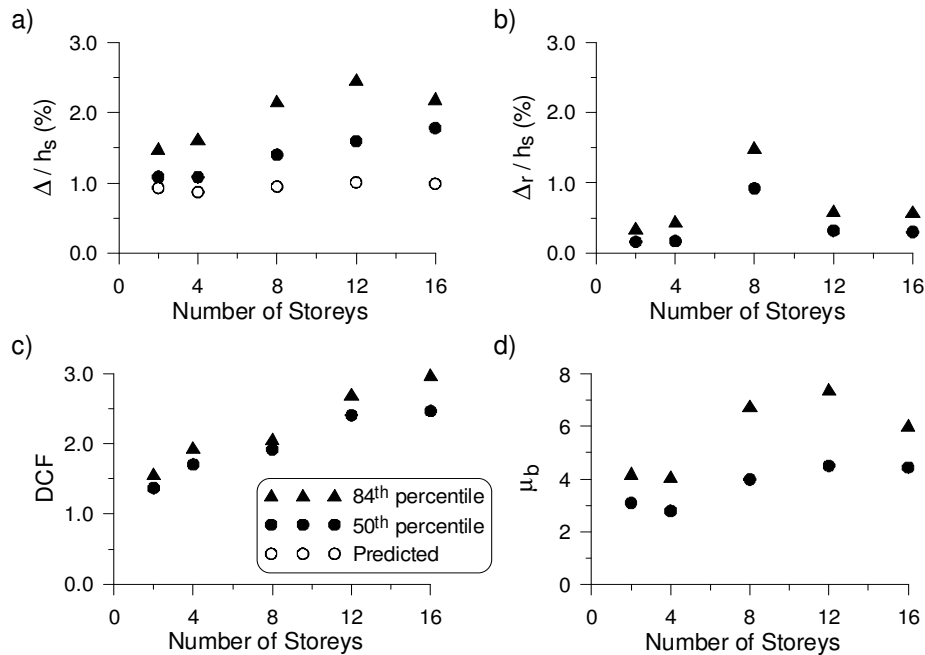 a)
3.0
2.0
1.0
0.0
Δ / hs (%)
0 4 8 12 16
Number of Storeys
b)
3.0
2.0
1.0
0.0
Δr / hs (%)
0 4 8 12 16
Number of Storeys
c)
3.0
2.0
1.0
0.0
DCF
0 4 8 12 16
Number of Storeys
84th percentile
50th percentile
Predicted
d)
8
6
4
2
0
μb
0 4 8 12 16
Number of Storeys